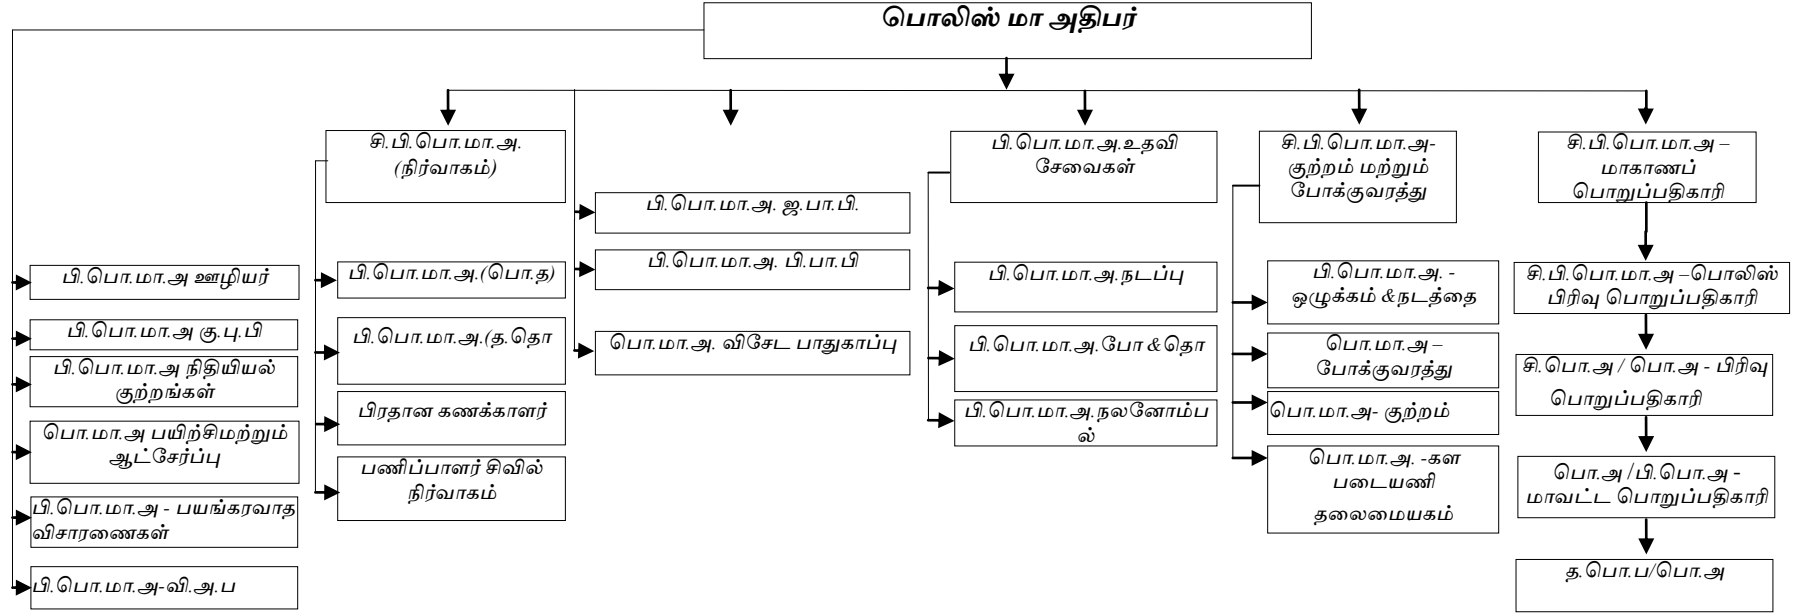 பொலிஸ் மா அதிபர்
பி.பொ.மா.அ ஊழியர்
பி.பொ.மா.அ கு.பு.பி
பி.பொ.மா.அ நிதியியல்
குற்றங்கள்
பொ.மா.அ பயிற்சிமற்றும்
ஆட்சேர்ப்பு
பி.பொ.மா.அ - பயங்கரவாத
விசாரணைகள்
பி.பொ.மா.அ-வி.அ.ப
சி.பி.பொ.மா.அ.
(நிர்வாகம்)
பி.பொ.மா.அ.(பொ.த)
பி.பொ.மா.அ.(த.தொ
பிரதான கணக்காளர்
பணிப்பாளர் சிவில்
நிர்வாகம்
பி.பொ.மா.அ. ஜ.பா.பி.
பி.பொ.மா.அ. பி.பா.பி
பொ.மா.அ. விசேட பாதுகாப்பு
பி.பொ.மா.அ.உதவி
சேவைகள்
பி.பொ.மா.அ.நடப்பு
பி.பொ.மா.அ.போ &தொ
பி.பொ.மா.அ.நலனோம்ப
ல்
சி.பி.பொ.மா.அ-
குற்றம் மற்றும்
போக்குவரத்து
பி.பொ.மா.அ. -
ஒழுக்கம் &நடத்தை
பொ.மா.அ –
போக்குவரத்து
பொ.மா.அ- குற்றம்
பொ.மா.அ. -கள
படையணி
தலைமையகம்
சி.பி.பொ.மா.அ –
மாகாணப்
பொறுப்பதிகாரி
சி.பி.பொ.மா.அ –பொலிஸ்
பிரிவு பொறுப்பதிகாரி
சி.பொ.அ / பொ.அ - பிரிவு
பொறுப்பதிகாரி
பொ.அ /பி.பொ.அ -
மாவட்ட பொறுப்பதிகாரி
த.பொ.ப/பொ.அ